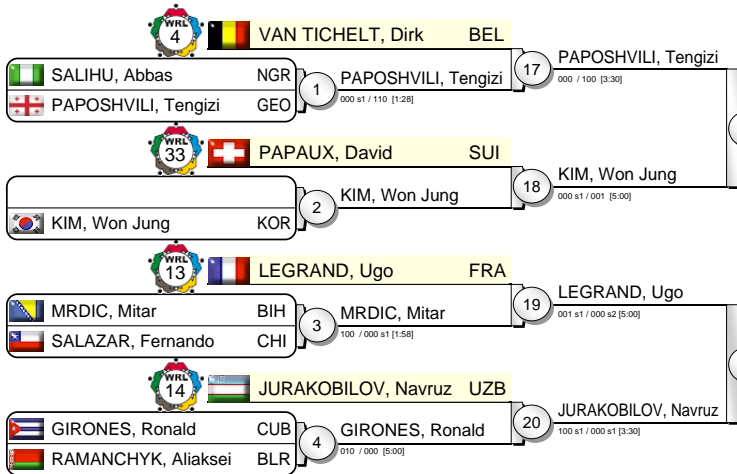 WRL
4
VAN TICHELT, Dirk BEL
SALIHU, Abbas NGR
PAPOSHVILI, Tengizi GEO
1
PAPOSHVILI, Tengizi
000 s1 / 110 [1:28]
17
PAPOSHVILI, Tengizi
000 / 100 [3:30]
WRL
33
PAPAUX, David SUI
KIM, Won Jung KOR
2
KIM, Won Jung
18
KIM, Won Jung
000 s1 / 001 [5:00]
WRL
13
LEGRAND, Ugo FRA
MRDIC, Mitar BIH
SALAZAR, Fernando CHI
3
MRDIC, Mitar
100 / 000 s1 [1:58]
19
LEGRAND, Ugo
001 s1 / 000 s2 [5:00]
WRL
14
JURAKOBILOV, Navruz UZB
GIRONES, Ronald CUB
RAMANCHYK, Aliaksei BLR
4
GIRONES, Ronald
010 / 000 [5:00]
20
JURAKOBILOV, Navruz
100 s1 / 000 s1 [3:30]